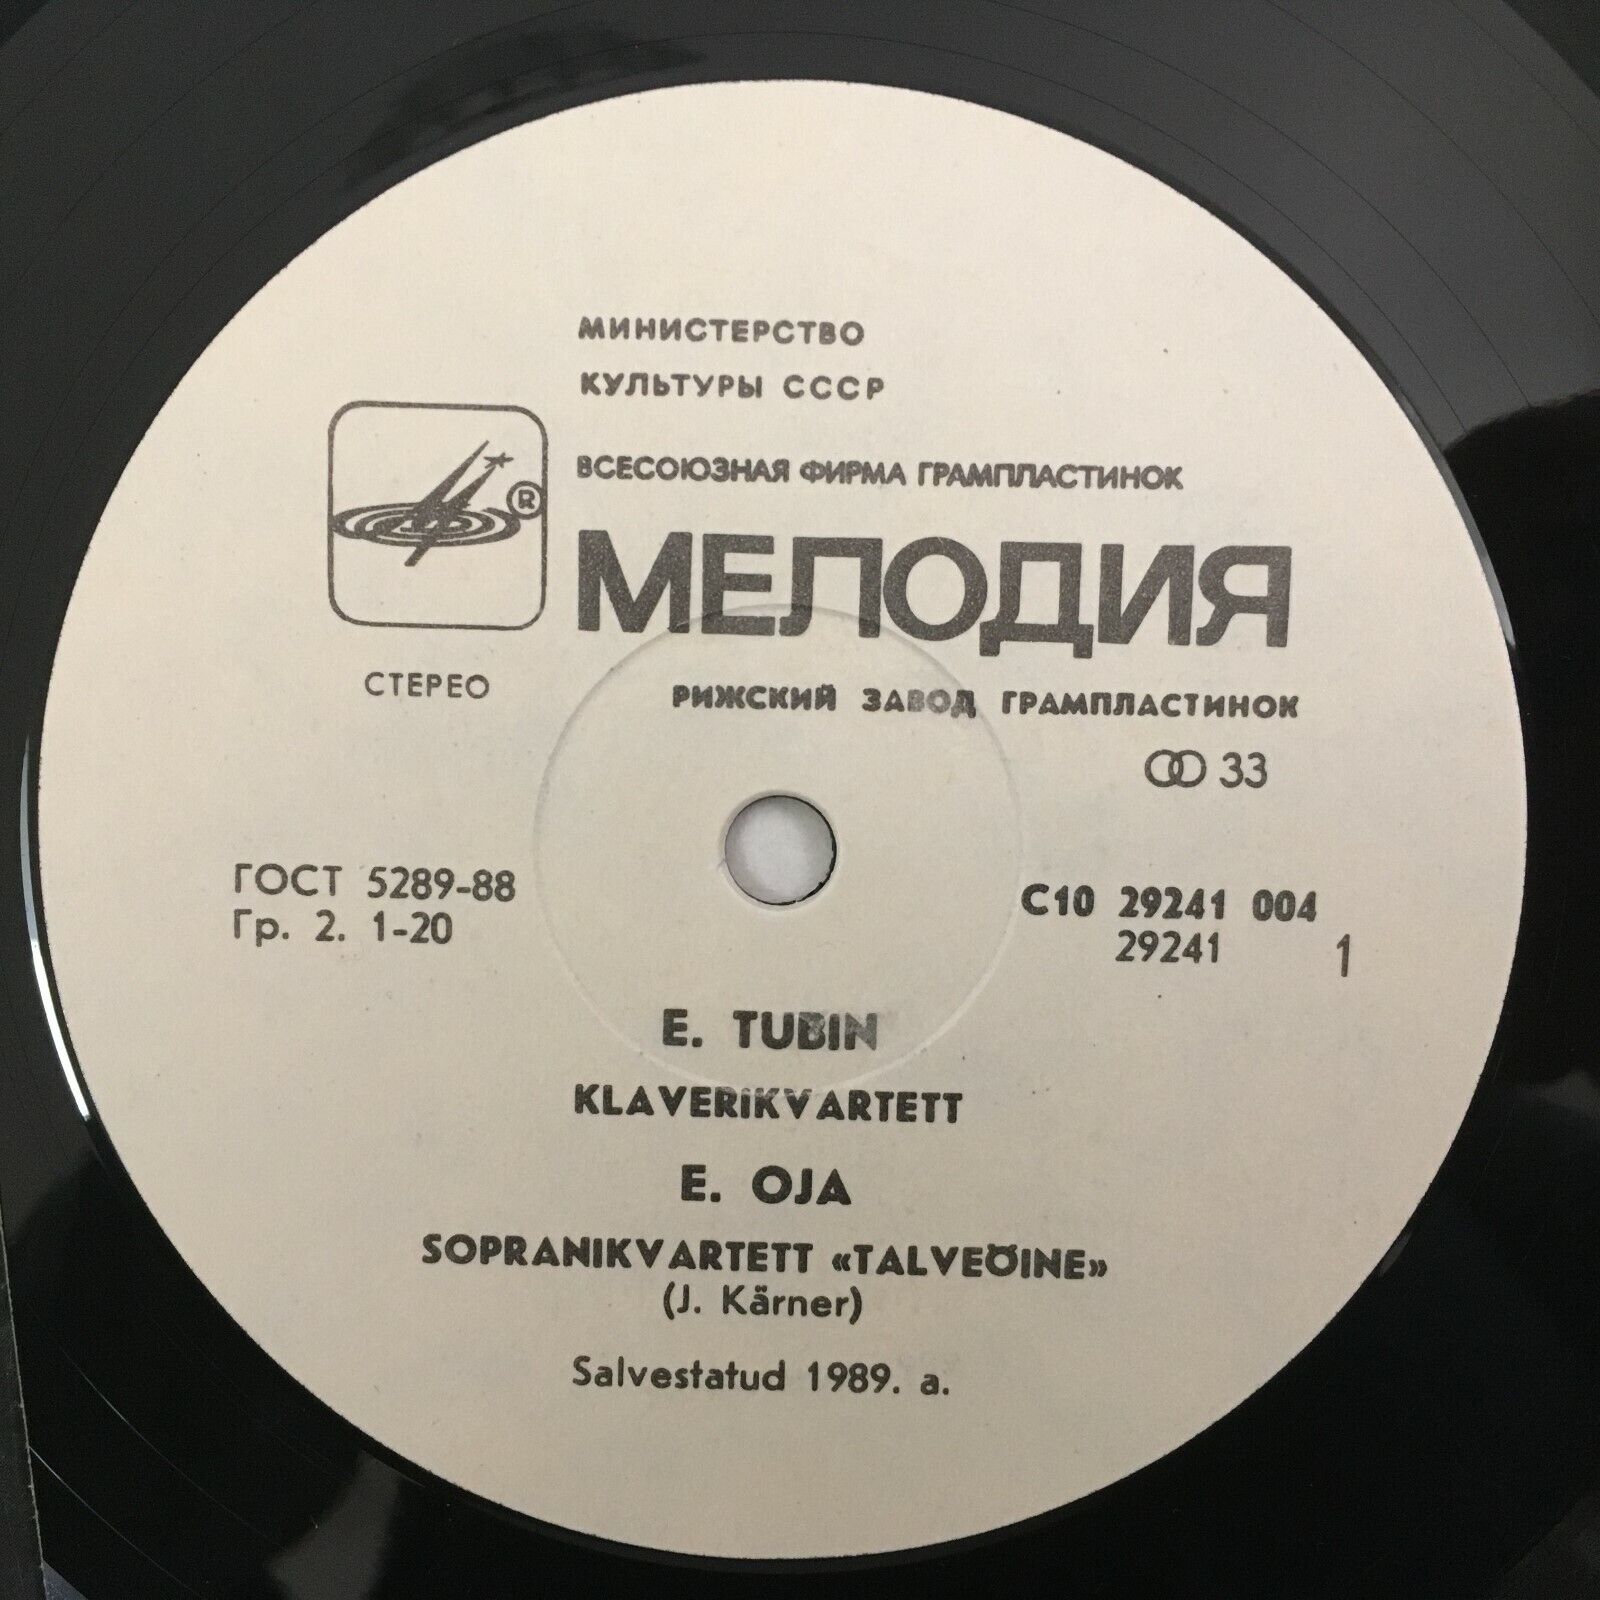 МИНИСТЕРСТВО
КУЛЬТУРЫ СССР
ВСЕСОЮЗНАЯ ФИРМА ГРАМПЛАСТИНОК
®
МЕЛОДИЯ
СТЕРЕО
РИЖСКИЙ ЗАВОД ГРАМПЛАСТИНОК
33
ГОСТ 5289-88
Гр. 2. 1-20
С10 29241 004
29241 1
E. TUBIN
KLAVERIKVARTETT
E. OJA
SOPRANIKVARTETT «TALVEÖINE»
(J. Kärner)
Salvestatud 1989. a.